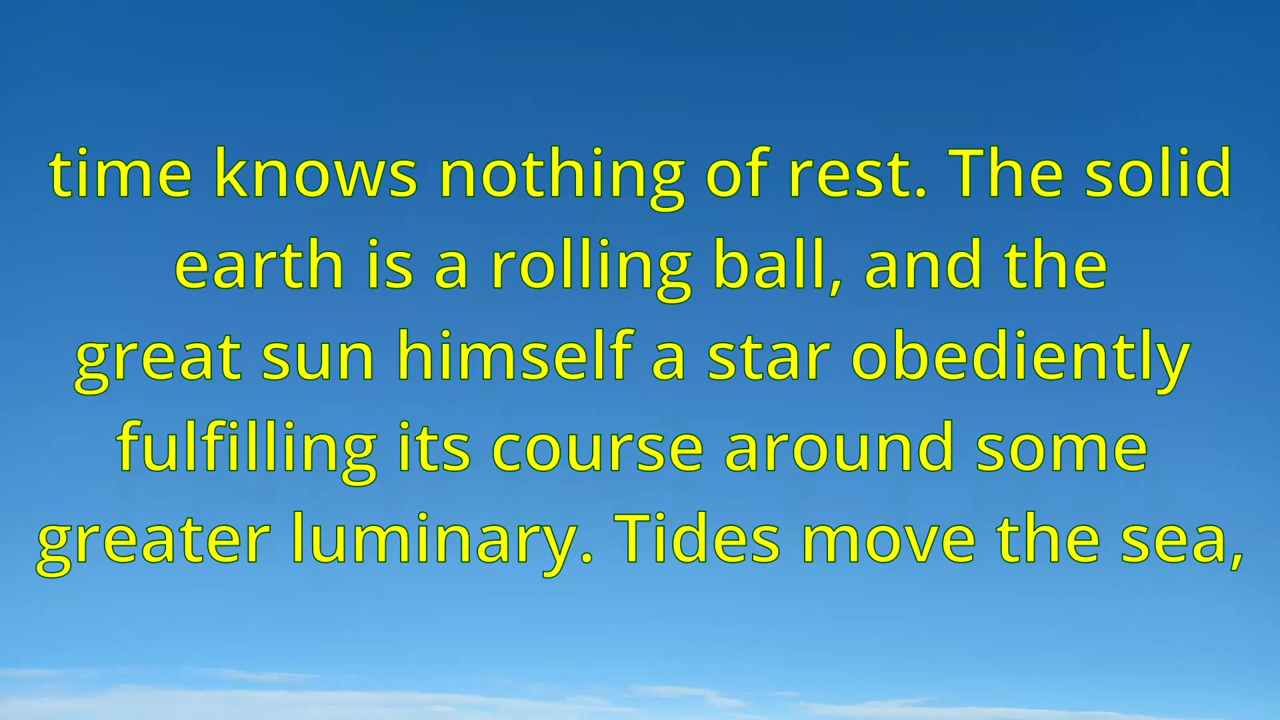 time knows nothing of rest. The solid
earth is a rolling ball, and the
great sun himself a star obediently
fulfilling its course around some
greater luminary. Tides move the sea,